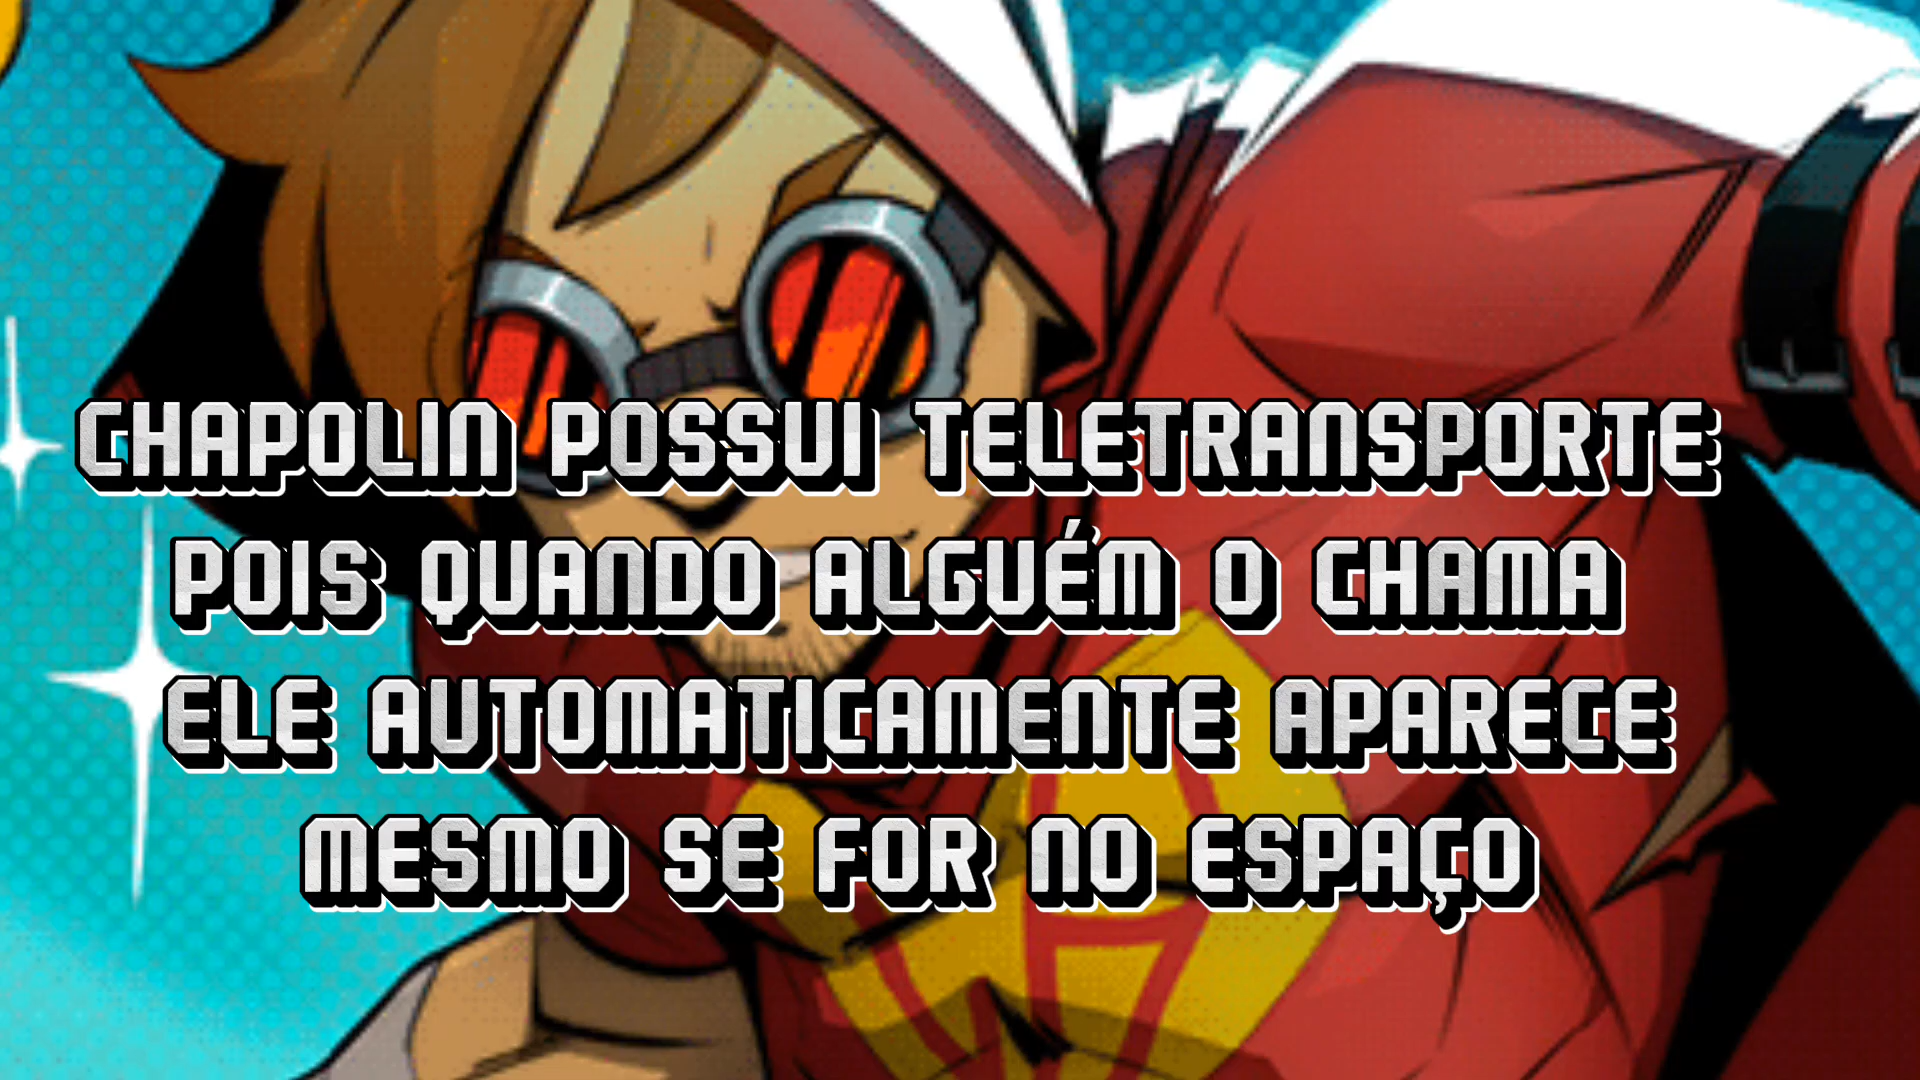 CHAPOLIN POSSUI TELETRANSPORTE
POIS QUANDO ALGUÉM O CHAMA
ELE AUTOMATICAMENTE APARECE
MESMO SE FOR NO ESPAÇO